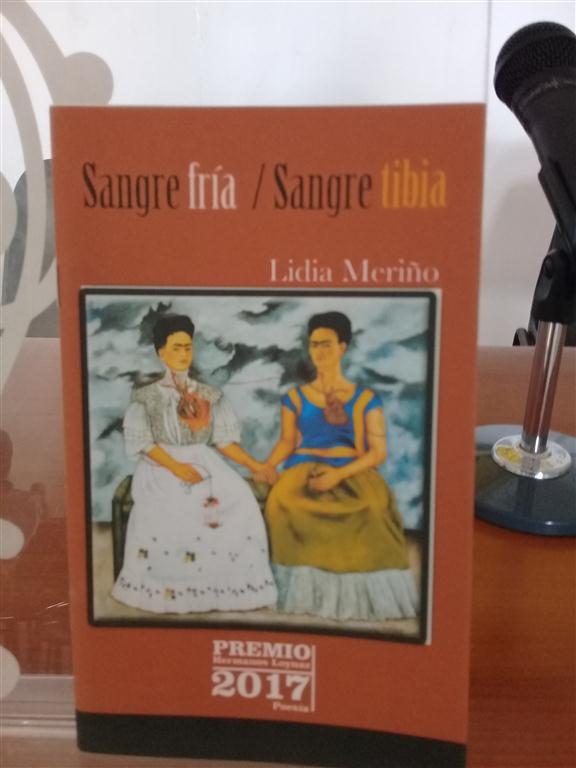 Sangre fría / Sangre tibia
Lidia Meriño
PREMIO
Hermanos Loynaz
2017
Poesía